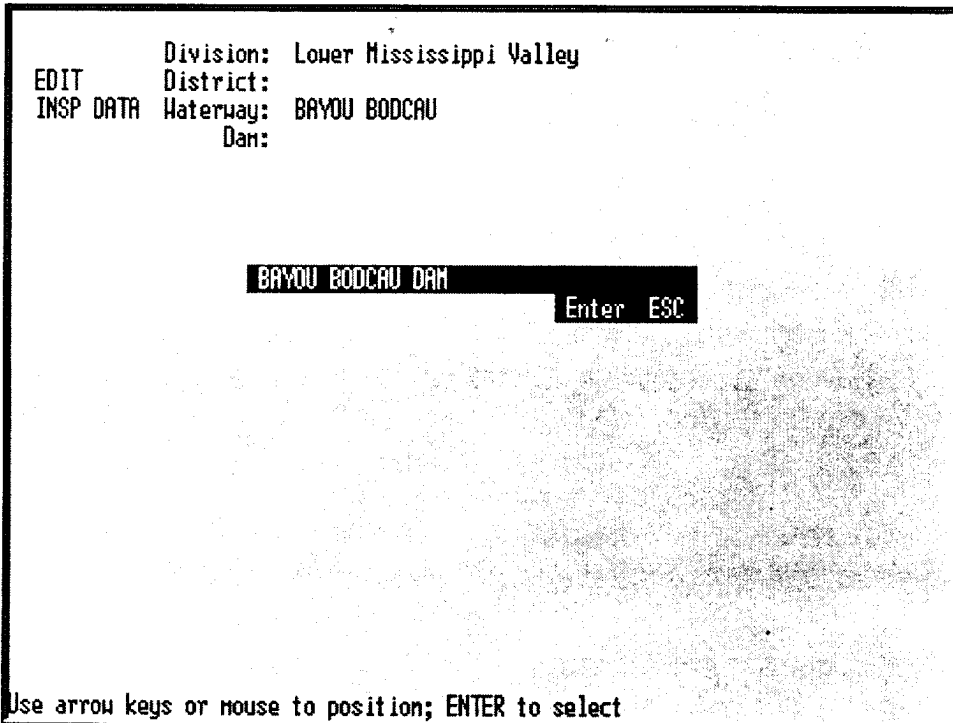 Division: Lower Mississippi Valley
EDIT District:
INSP DATA Waterway: BAYOU BODCAU
Dam:
BAYOU BODCAU DAM
Enter ESC
Use arrow keys or mouse to position; ENTER to select